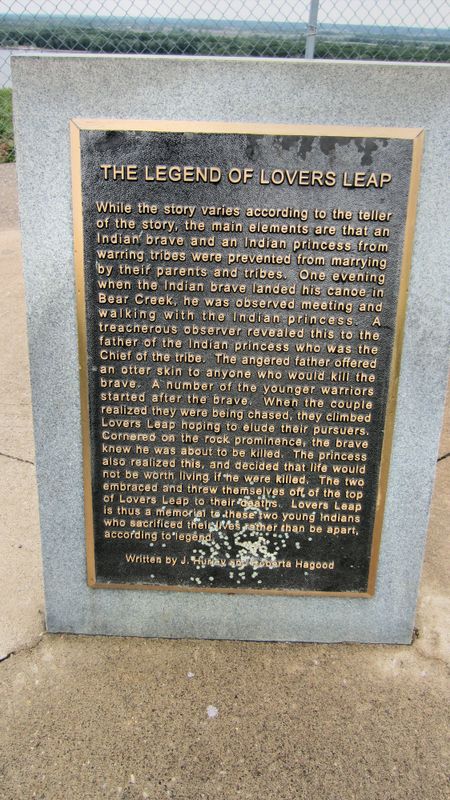 THE LEGEND OF LOVERS LEAP
While the story varies according to the teller
of the story, the main elements are that an
Indian brave and an Indian princess from
warring tribes were prevented from marrying
by their parents and tribes. One evening
when the Indian brave landed his canoe in
Bear Creek, he was observed meeting and
walking with the Indian princess. A
treacherous observer revealed this to the
father of the Indian princess who was the
Chief of the tribe. The angered father offered
an otter skin to anyone who would kill the
brave. A number of the younger warriors
started after the brave. When the couple
realized they were being chased, they climbed
Lovers Leap hoping to elude their pursuers.
Cornered on the rock prominence, the brave
knew he was about to be killed. The princess
also realized this, and decided that life would
not be worth living if he were killed. The two
embraced and threw themselves off of the top
of Lovers Leap to their deaths. Lovers Leap
is thus a memorial to these two young Indians
who sacrificed their lives rather than be apart,
according to legend.
Written by J. Hurley and Roberta Hagood